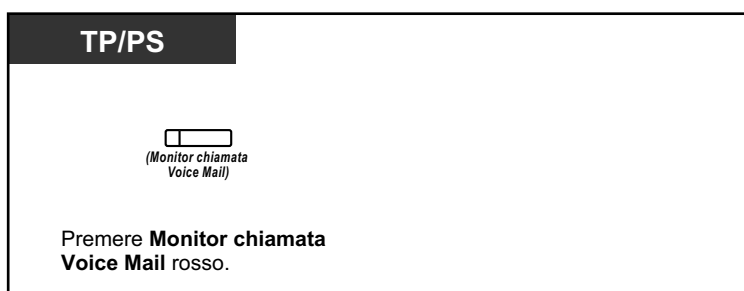 TP/PS
(Monitor chiamata
Voice Mail)
Premere Monitor chiamata
Voice Mail rosso.